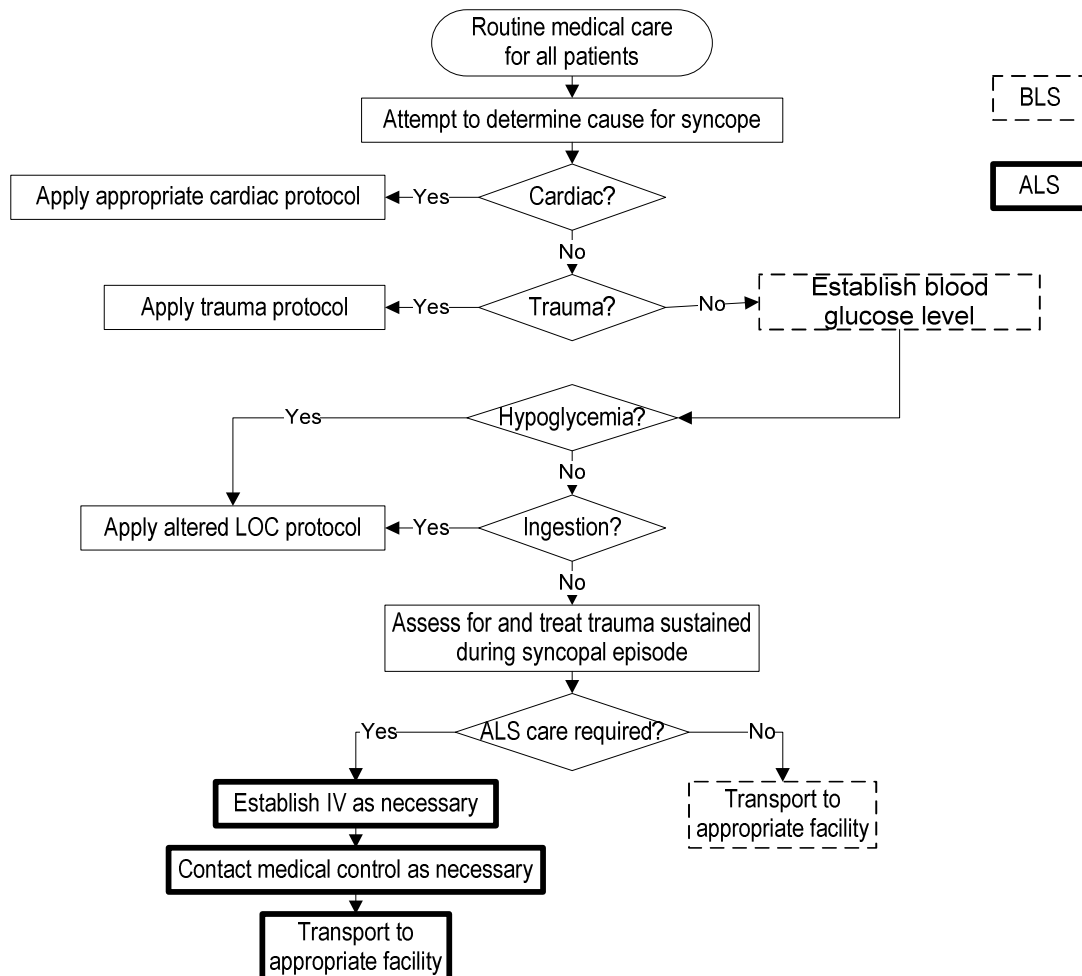 Routine medical care
for all patients
BLS
Attempt to determine cause for syncope
ALS
Apply appropriate cardiac protocol
Yes
Cardiac?
No
Apply trauma protocol
Yes
Trauma?
No
Establish blood
glucose level
Yes
Hypoglycemia?
No
Apply altered LOC protocol
Yes
Ingestion?
No
Assess for and treat trauma sustained
during syncopal episode
Yes
ALS care required?
No
Establish IV as necessary
Transport to
appropriate facility
Contact medical control as necessary
Transport to
appropriate facility